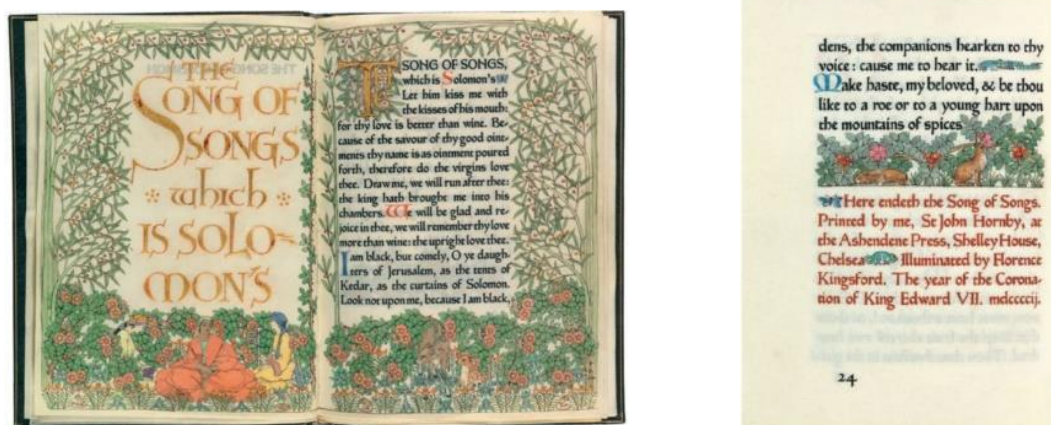 THE
SONG OF
SONGS
which
IS SOLO-
MON'S
THE SONG OF SONGS,
which is Solomon's
Let him kiss me with
the kisses of his mouth:
for thy love is better than wine. Be-
cause of the savour of thy good oint-
ments thy name is as ointment poured
forth, therefore do the virgins love
thee. Draw me, we will run after thee:
the king hath brought me into his
chambers. We will be glad and re-
joice in thee, we will remember thy love
more than wine: the upright love thee.
I am black, but comely, O ye daugh-
ters of Jerusalem, as the tents of
Kedar, as the curtains of Solomon.
Look not upon me, because I am black,
dens, the companions hearken to thy
voice: cause me to hear it.
Make haste, my beloved, & be thou
like to a roe or to a young hart upon
the mountains of spices
Here endeth the Song of Songs.
Printed by me, St John Hornby, at
the Ashendene Press, Shelley House,
Chelsea Illuminated by Florence
Kingsford. The year of the Corona-
tion of King Edward VII. mdccccij.
24